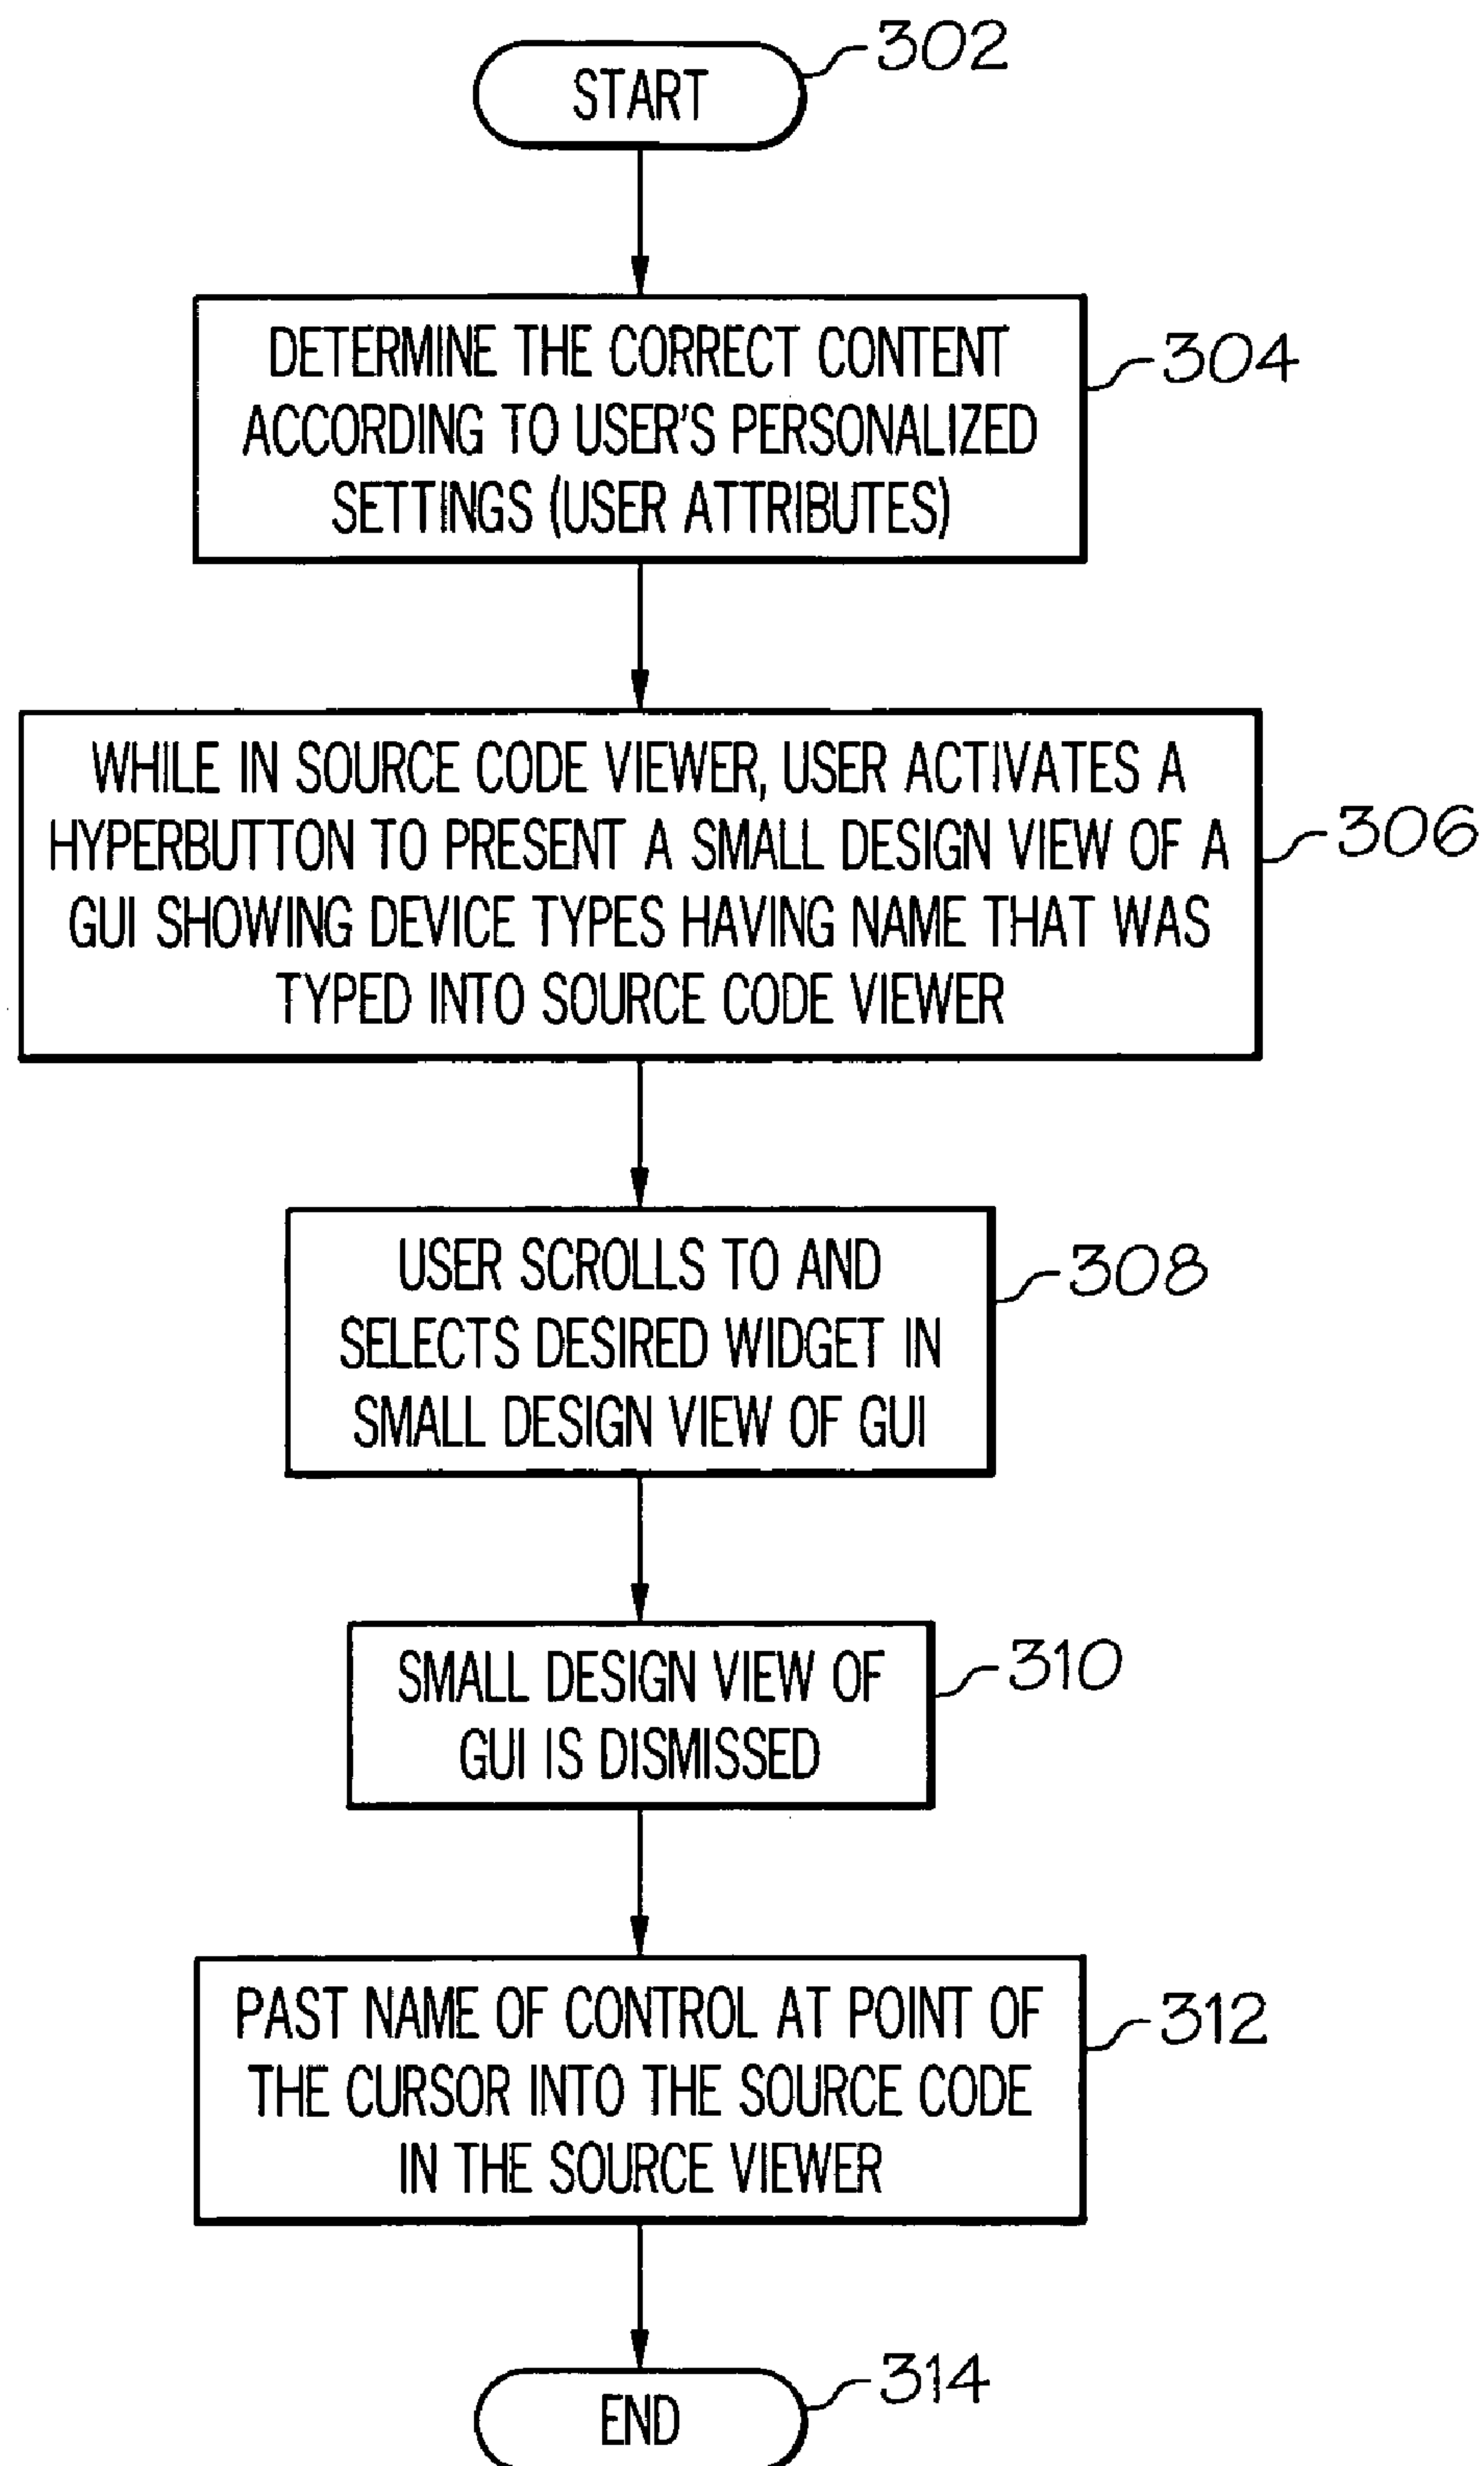 START
302
DETERMINE THE CORRECT CONTENT
ACCORDING TO USER'S PERSONALIZED
SETTINGS (USER ATTRIBUTES)
304
WHILE IN SOURCE CODE VIEWER, USER ACTIVATES A
HYPERBUTTON TO PRESENT A SMALL DESIGN VIEW OF A
GUI SHOWING DEVICE TYPES HAVING NAME THAT WAS
TYPED INTO SOURCE CODE VIEWER
306
USER SCROLLS TO AND
SELECTS DESIRED WIDGET IN
SMALL DESIGN VIEW OF GUI
308
SMALL DESIGN VIEW OF
GUI IS DISMISSED
310
PAST NAME OF CONTROL AT POINT OF
THE CURSOR INTO THE SOURCE CODE
IN THE SOURCE VIEWER
312
END
314